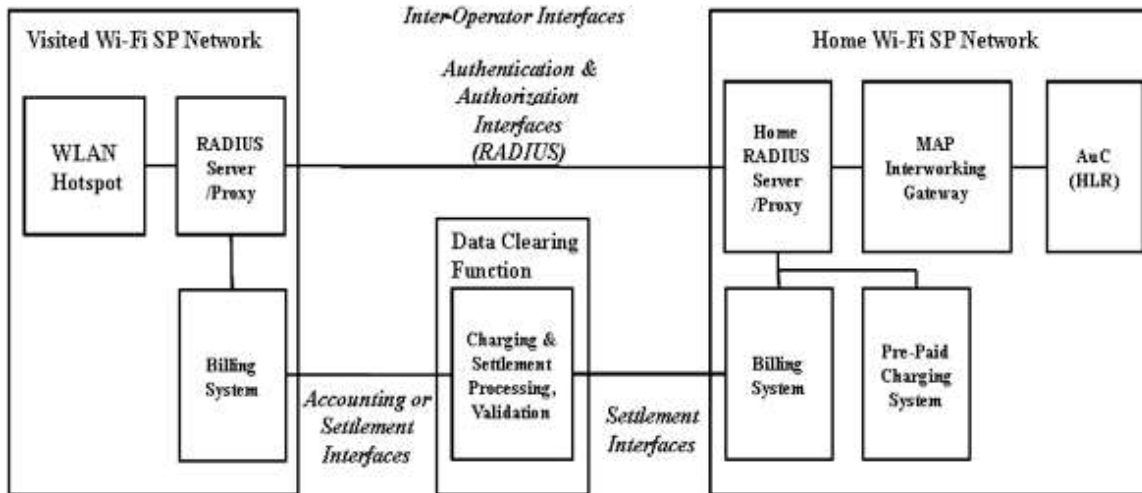 Inter-Operator Interfaces
Visited Wi-Fi SP Network
WLAN
Hotspot
RADIUS
Server
/Proxy
Billing
System
Authentication &
Authorization
Interfaces
(RADIUS)
Data Clearing
Function
Charging &
Settlement
Processing,
Validation
Accounting or
Settlement
Interfaces
Settlement
Interfaces
Home Wi-Fi SP Network
Home
RADIUS
Server
/Proxy
MAP
Interworking
Gateway
AuC
(HLR)
Billing
System
Pre-Paid
Charging
System